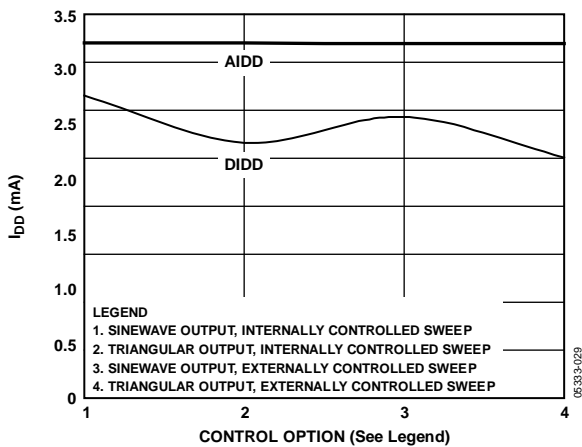 3.5
3.0
2.5
2.0
1.5
1.0
0.5
0
I_DD (mA)
AIDD
DIDD
LEGEND
1. SINEWAVE OUTPUT, INTERNALLY CONTROLLED SWEEP
2. TRIANGULAR OUTPUT, INTERNALLY CONTROLLED SWEEP
3. SINEWAVE OUTPUT, EXTERNALLY CONTROLLED SWEEP
4. TRIANGULAR OUTPUT, EXTERNALLY CONTROLLED SWEEP
1 2 3 4
CONTROL OPTION (See Legend)
05333-029